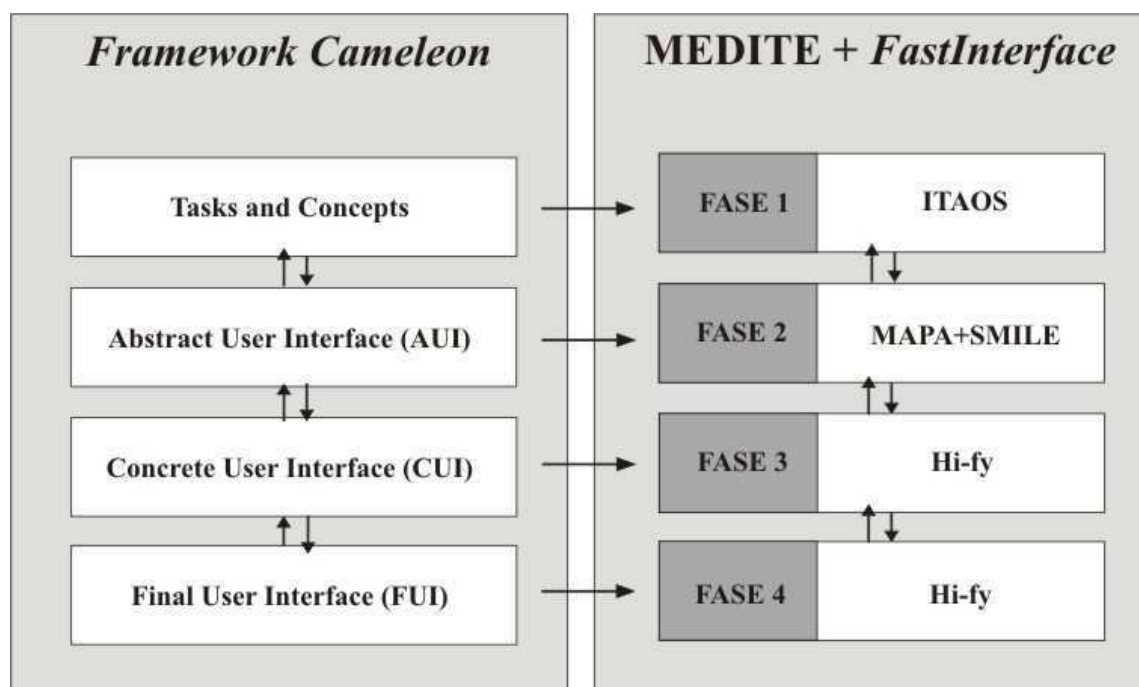 Framework Cameleon
Tasks and Concepts
Abstract User Interface (AUI)
Concrete User Interface (CUI)
Final User Interface (FUI)
MEDITE + FastInterface
FASE 1 ITAOS
FASE 2 MAPA+SMILE
FASE 3 Hi-fy
FASE 4 Hi-fy